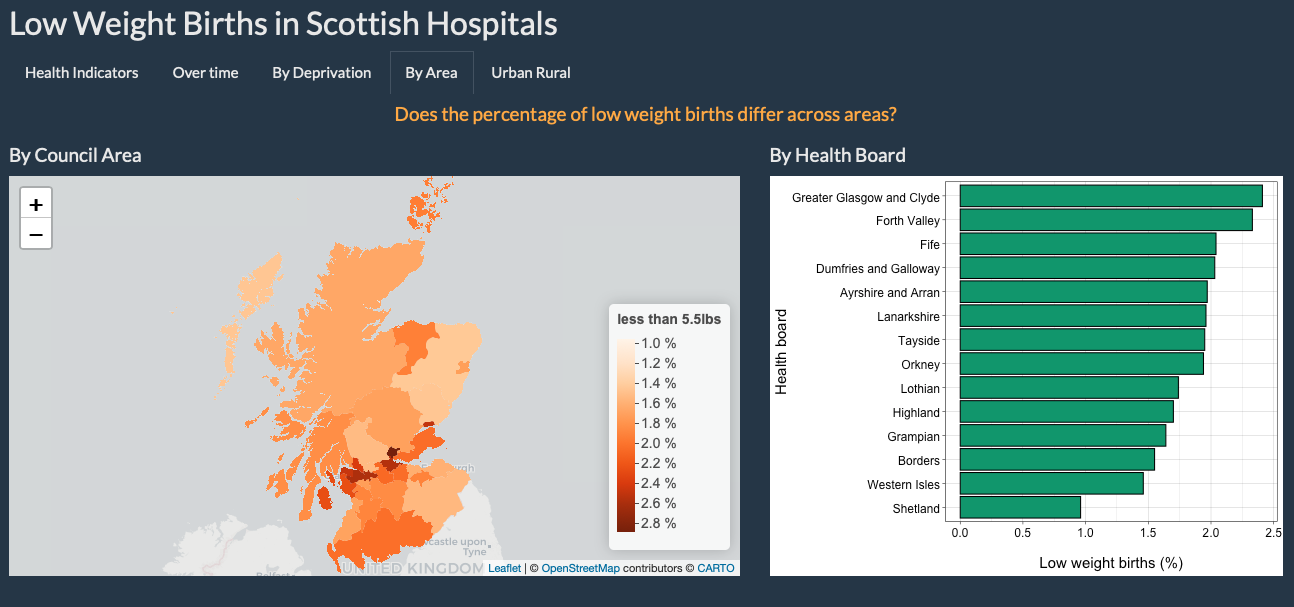 Low Weight Births in Scottish Hospitals
Health Indicators Over time By Deprivation By Area Urban Rural
Does the percentage of low weight births differ across areas?
By Council Area
+
−
less than 5.5lbs
1.0 %
1.2 %
1.4 %
1.6 %
1.8 %
2.0 %
2.2 %
2.4 %
2.6 %
2.8 %
castle upon
Tyne
UNITED KINGDOM
Leaflet | © OpenStreetMap contributors © CARTO
By Health Board
Health board
Greater Glasgow and Clyde
Forth Valley
Fife
Dumfries and Galloway
Ayrshire and Arran
Lanarkshire
Tayside
Orkney
Lothian
Highland
Grampian
Borders
Western Isles
Shetland
0.0 0.5 1.0 1.5 2.0 2.5
Low weight births (%)